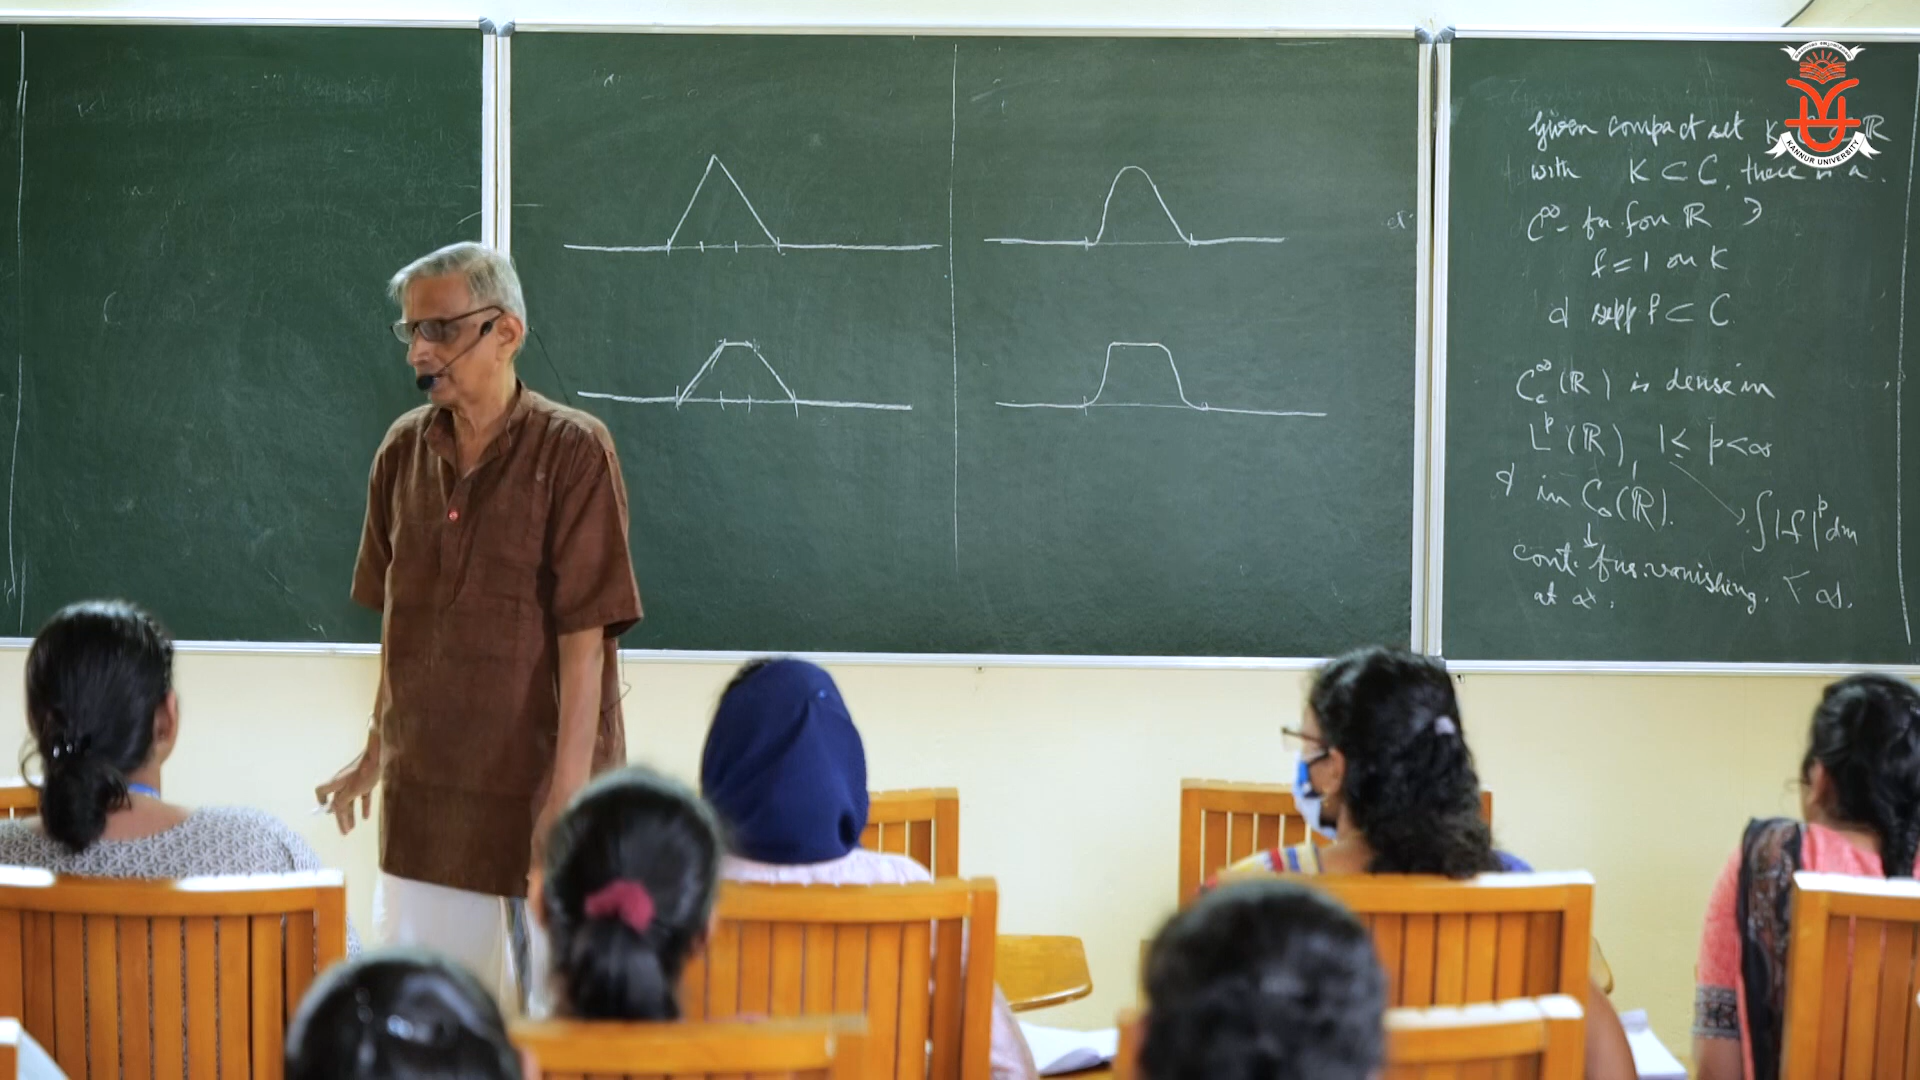 KANNUR UNIVERSITY
Given compact set K, C ⊂ ℝ
with K ⊂ C, there is a
C^∞- fn. f on ℝ ∋
f = 1 on K
& supp f ⊂ C.
C_c^∞(ℝ) is dense in
L^p(ℝ), 1 ≤ p < ∞
& in C_0(ℝ).
∫|f|^p dm
cont. fns. vanishing < ∞.
at ∞.